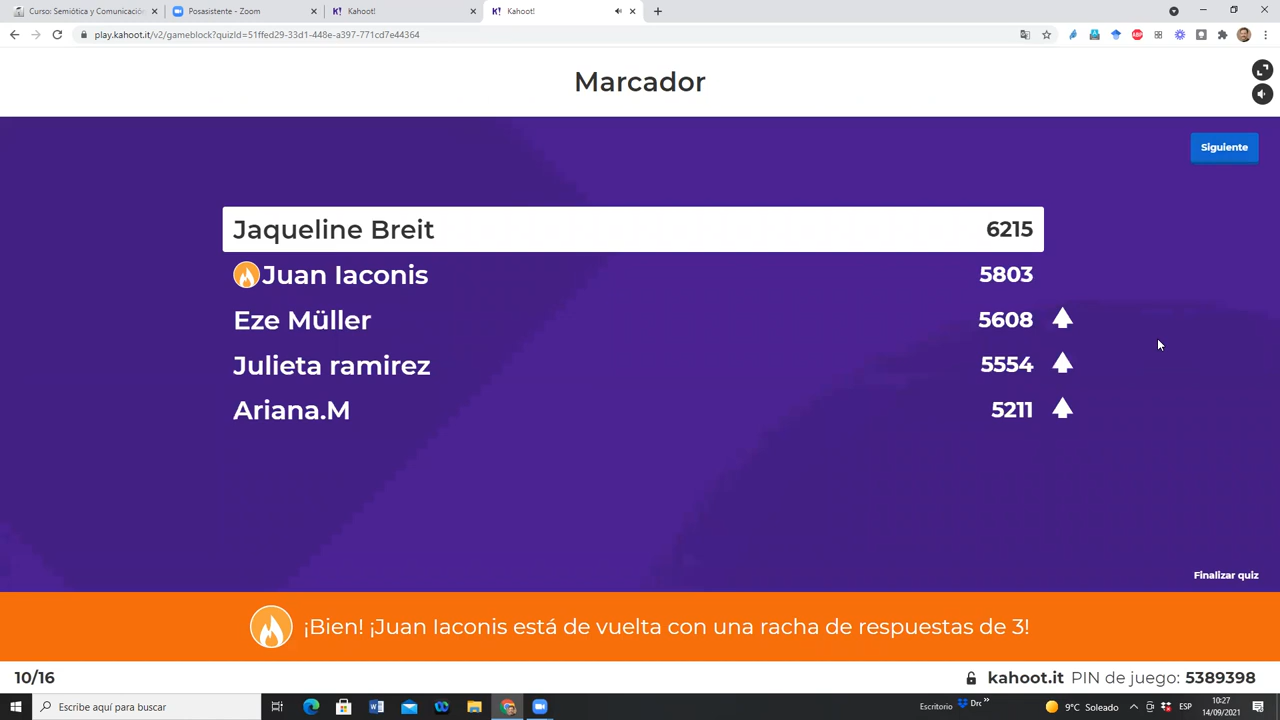 Curso: Semiótica y Comunicación
Posasistente - Zoom
Kahoot!
Kahoot!
play.kahoot.it/v2/gameblock?quizId=51ffed29-33d1-448e-a397-771cd7e44364
Marcador
Siguiente
Jaqueline Breit 6215
Juan Iaconis 5803
Eze Müller 5608
Julieta ramirez 5554
Ariana.M 5211
Finalizar quiz
¡Bien! ¡Juan Iaconis está de vuelta con una racha de respuestas de 3!
10/16
kahoot.it PIN de juego: 5389398
Escribe aquí para buscar
Escritorio
9°C Soleado
ESP
10:27
14/09/2021